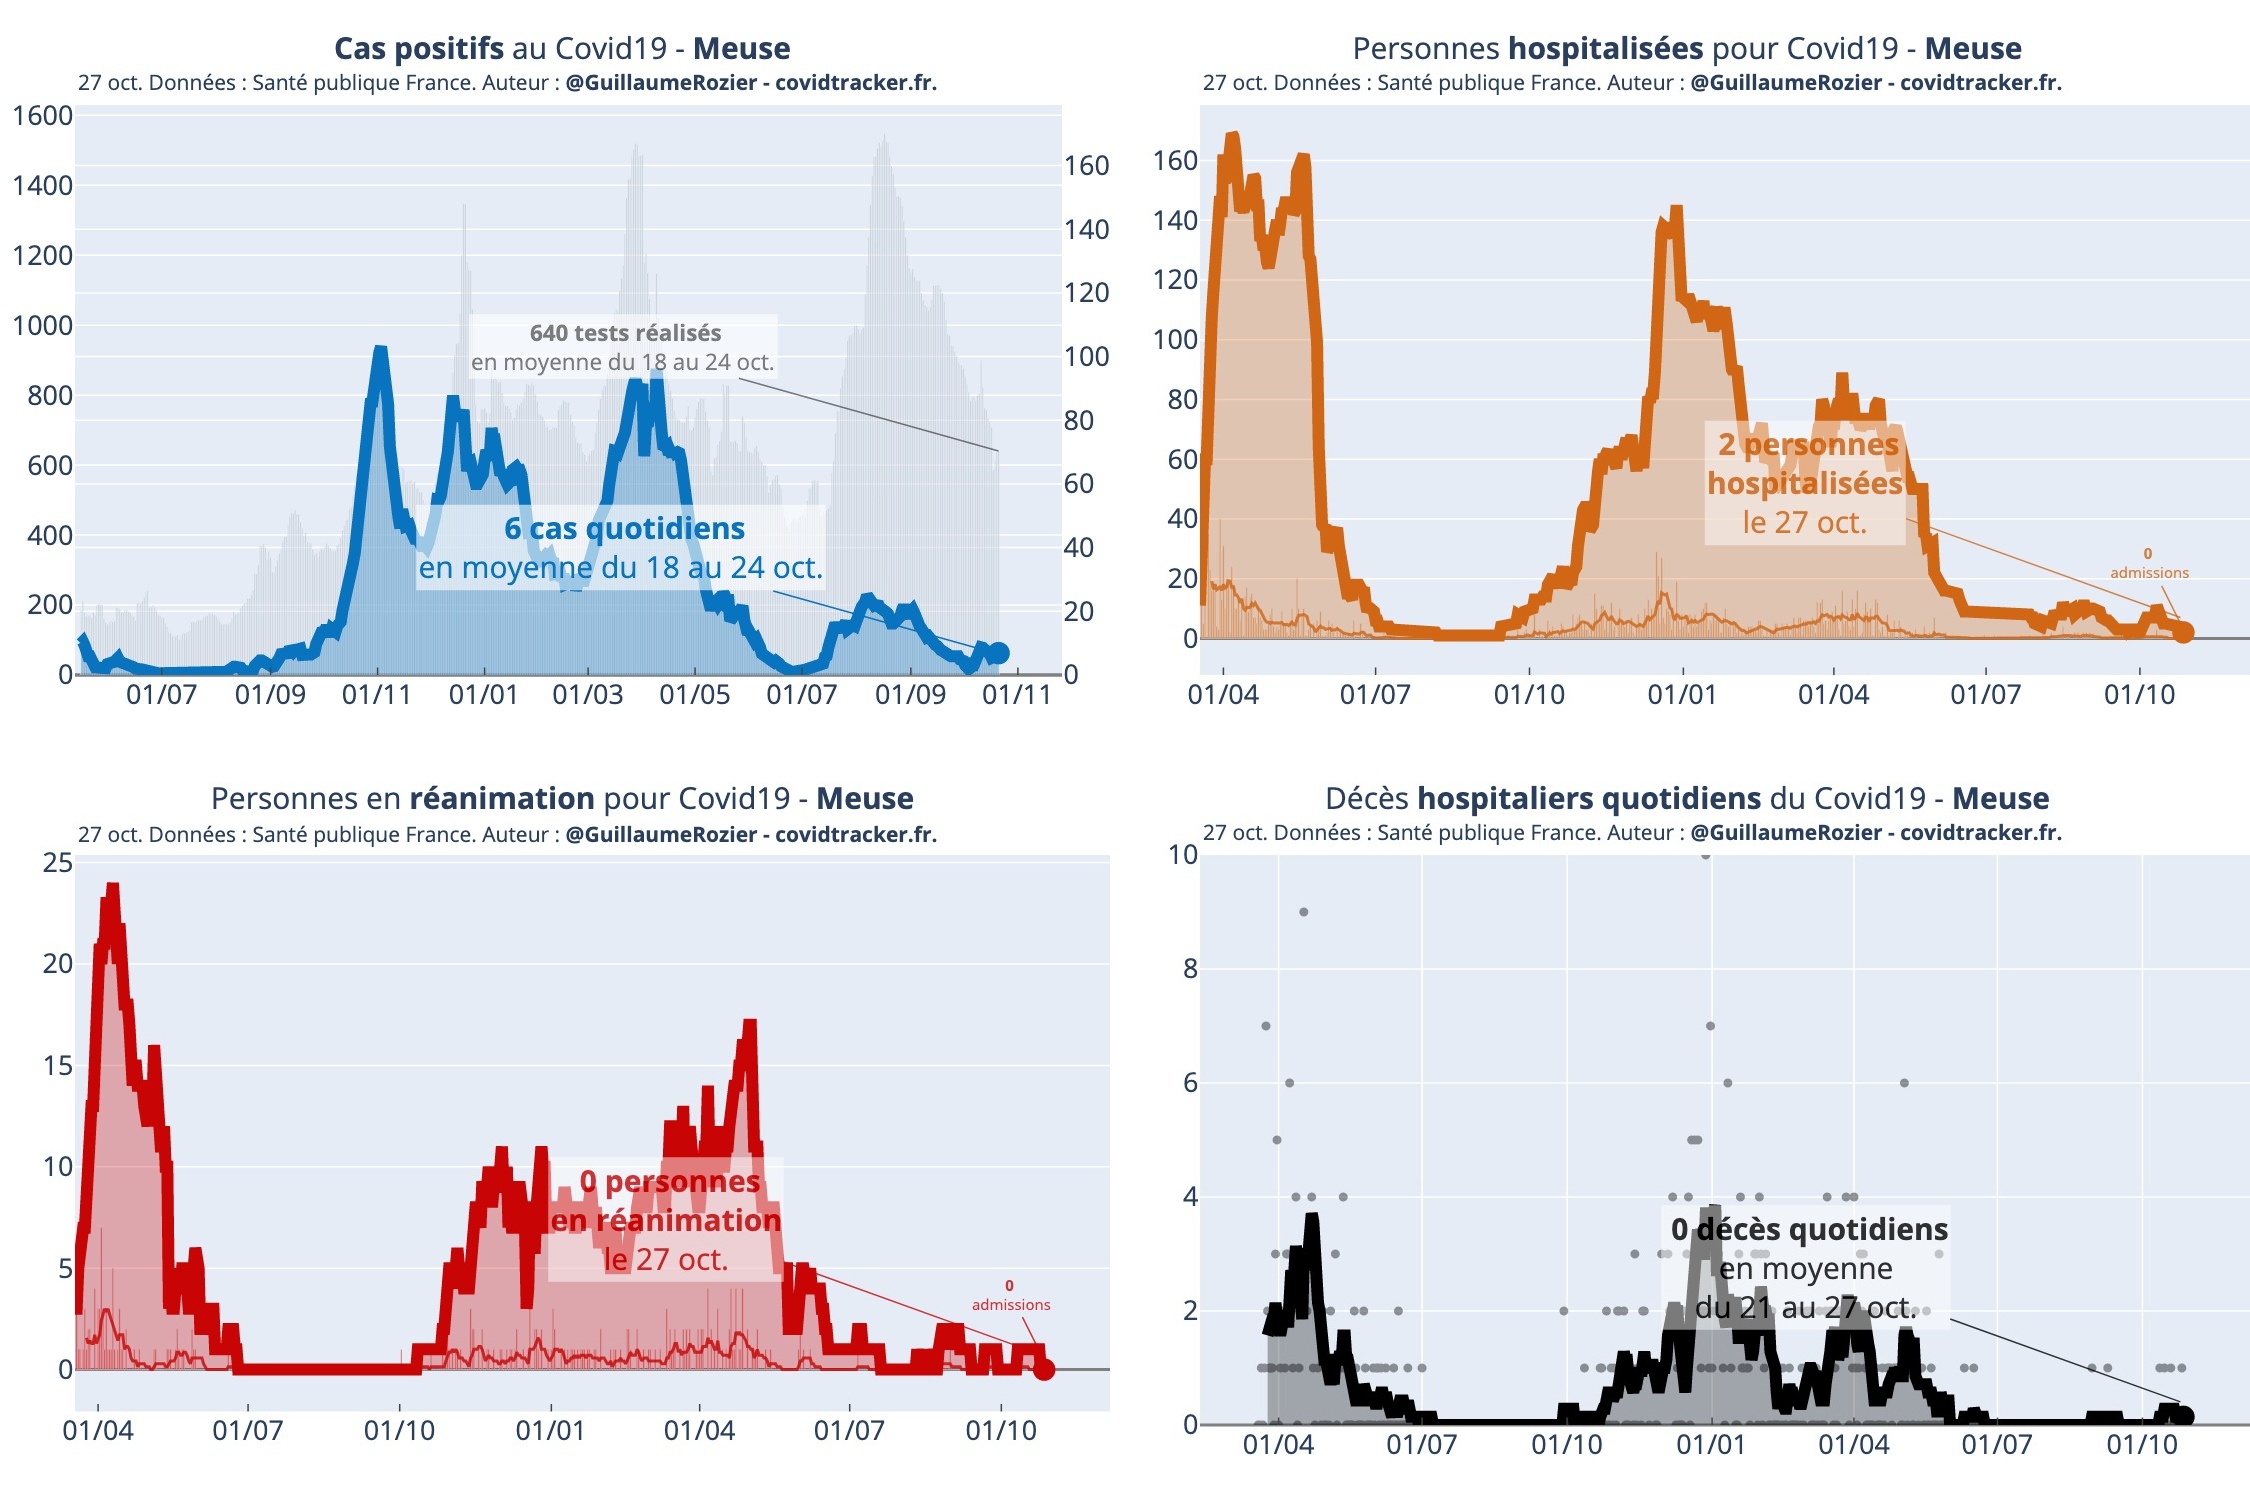 Cas positifs au Covid19 - Meuse
27 oct. Données : Santé publique France. Auteur : @GuillaumeRozier - covidtracker.fr.
1600
1400
1200
1000
800
600
400
200
0
160
140
120
100
80
60
40
20
0
640 tests réalisés
en moyenne du 18 au 24 oct.
6 cas quotidiens
en moyenne du 18 au 24 oct.
01/07 01/09 01/11 01/01 01/03 01/05 01/07 01/09 01/11
Personnes hospitalisées pour Covid19 - Meuse
27 oct. Données : Santé publique France. Auteur : @GuillaumeRozier - covidtracker.fr.
160
140
120
100
80
60
40
20
0
2 personnes
hospitalisées
le 27 oct.
0
admissions
01/04 01/07 01/10 01/01 01/04 01/07 01/10
Personnes en réanimation pour Covid19 - Meuse
27 oct. Données : Santé publique France. Auteur : @GuillaumeRozier - covidtracker.fr.
25
20
15
10
5
0
0 personnes
en réanimation
le 27 oct.
0
admissions
01/04 01/07 01/10 01/01 01/04 01/07 01/10
Décès hospitaliers quotidiens du Covid19 - Meuse
27 oct. Données : Santé publique France. Auteur : @GuillaumeRozier - covidtracker.fr.
10
8
6
4
2
0
0 décès quotidiens
en moyenne
du 21 au 27 oct.
01/04 01/07 01/10 01/01 01/04 01/07 01/10